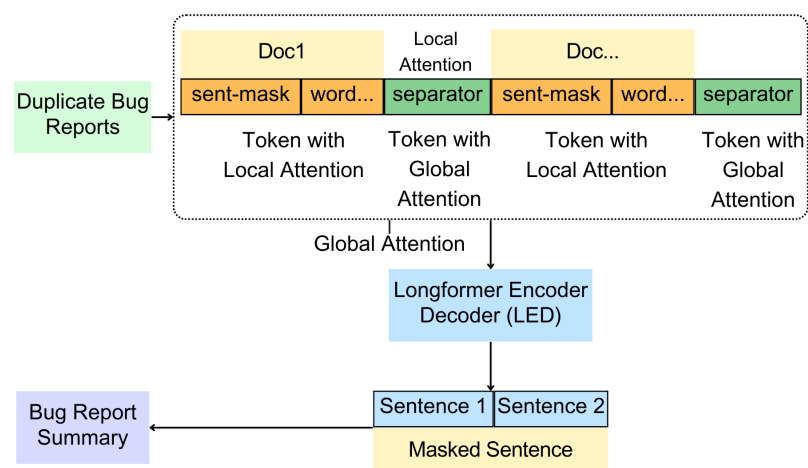 Doc1
Local
Attention
Doc...
Duplicate Bug
Reports
sent-mask word... separator sent-mask word... separator
Token with
Local Attention
Token with
Global
Attention
Token with
Local Attention
Token with
Global
Attention
Global Attention
Longformer Encoder
Decoder (LED)
Sentence 1 Sentence 2
Masked Sentence
Bug Report
Summary